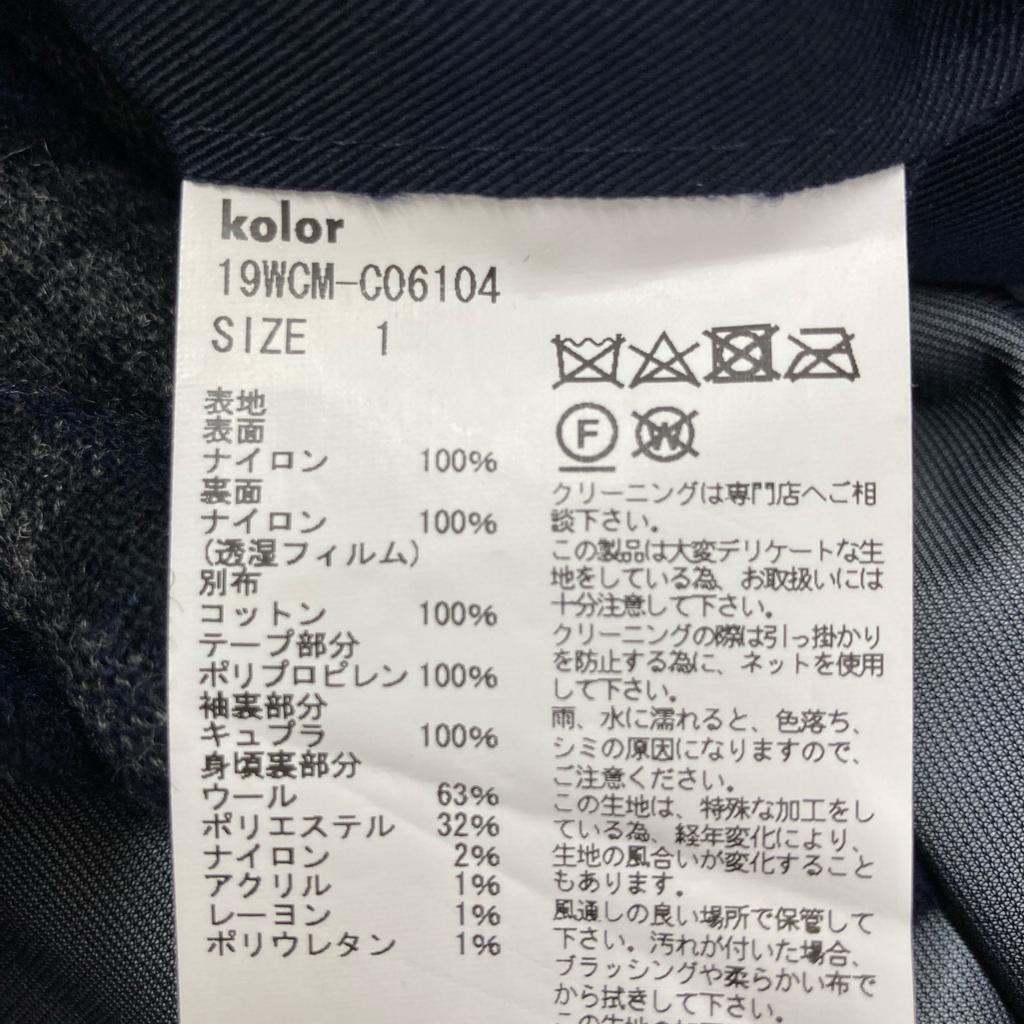 kolor
19WCM-C06104
SIZE 1
表地
表面
ナイロン 100%
裏面
ナイロン 100%
(透湿フィルム)
別布
コットン 100%
テープ部分
ポリプロピレン 100%
袖裏部分
キュプラ 100%
身頃裏部分
ウール 63%
ポリエステル 32%
ナイロン 2%
アクリル 1%
レーヨン 1%
ポリウレタン 1%
F
W
クリーニングは専門店へご相
談下さい。
この製品は大変デリケートな生
地をしている為、お取扱いには
十分注意して下さい。
クリーニングの際は引っ掛かり
を防止する為に、ネットを使用
して下さい。
雨、水に濡れると、色落ち、
シミの原因になりますので、
ご注意ください。
この生地は、特殊な加工をし
ている為、経年変化により、
生地の風合いが変化すること
もあります。
風通しの良い場所で保管して
下さい。汚れが付いた場合、
ブラッシングや柔らかい布で
から拭きして下さい。
この生地の